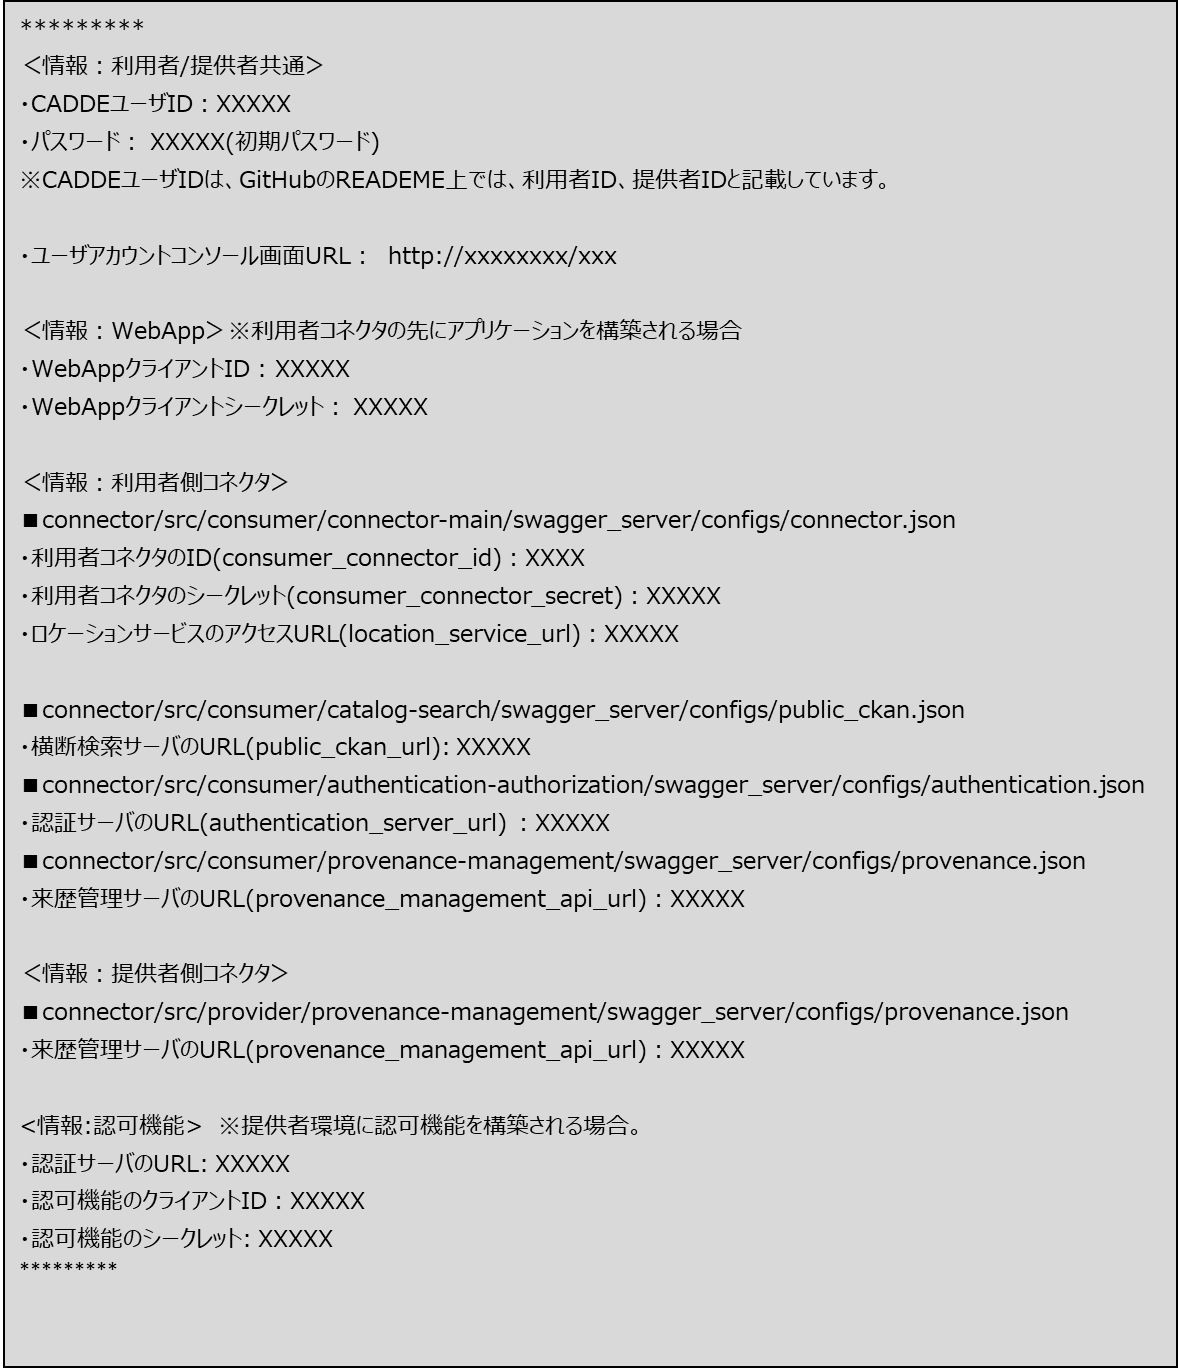 *********
＜情報：利用者/提供者共通＞
・CADDEユーザID：XXXXX
・パスワード： XXXXX(初期パスワード)
※CADDEユーザIDは、GitHubのREADEME上では、利用者ID、提供者IDと記載しています。
・ユーザアカウントコンソール画面URL： http://xxxxxxxx/xxx
＜情報：WebApp＞※利用者コネクタの先にアプリケーションを構築される場合
・WebAppクライアントID：XXXXX
・WebAppクライアントシークレット： XXXXX
＜情報：利用者側コネクタ＞
■connector/src/consumer/connector-main/swagger_server/configs/connector.json
・利用者コネクタのID(consumer_connector_id)：XXXX
・利用者コネクタのシークレット(consumer_connector_secret)：XXXXX
・ロケーションサービスのアクセスURL(location_service_url)：XXXXX
■connector/src/consumer/catalog-search/swagger_server/configs/public_ckan.json
・横断検索サーバのURL(public_ckan_url): XXXXX
■connector/src/consumer/authentication-authorization/swagger_server/configs/authentication.json
・認証サーバのURL(authentication_server_url) ：XXXXX
■connector/src/consumer/provenance-management/swagger_server/configs/provenance.json
・来歴管理サーバのURL(provenance_management_api_url)：XXXXX
＜情報：提供者側コネクタ＞
■connector/src/provider/provenance-management/swagger_server/configs/provenance.json
・来歴管理サーバのURL(provenance_management_api_url)：XXXXX
<情報:認可機能> ※提供者環境に認可機能を構築される場合。
・認証サーバのURL: XXXXX
・認可機能のクライアントID：XXXXX
・認可機能のシークレット: XXXXX
*********